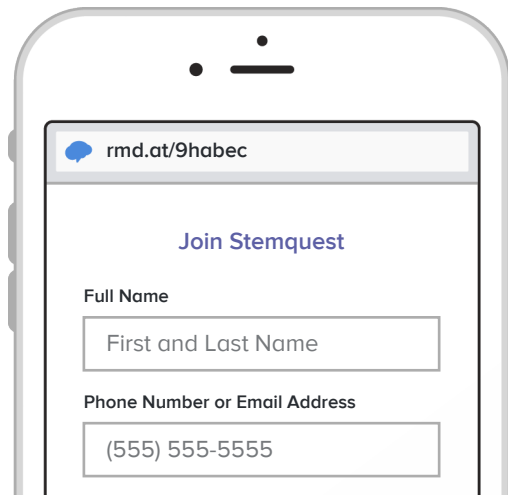 rmd.at/9habec
Join Stemquest
Full Name
First and Last Name
Phone Number or Email Address
(555) 555-5555